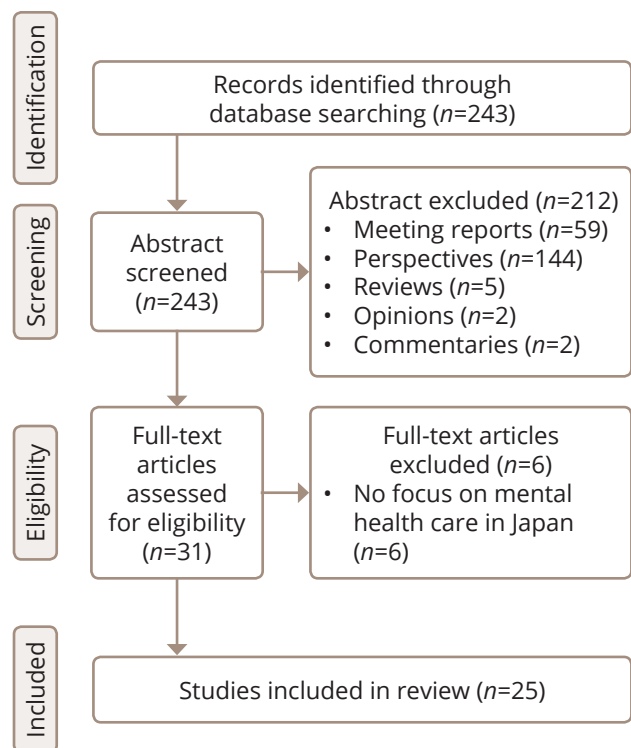 Identification
Records identified through
database searching (n=243)
Screening
Abstract
screened
(n=243)
Abstract excluded (n=212)
• Meeting reports (n=59)
• Perspectives (n=144)
• Reviews (n=5)
• Opinions (n=2)
• Commentaries (n=2)
Eligibility
Full-text
articles
assessed
for eligibility
(n=31)
Full-text articles
excluded (n=6)
• No focus on mental
health care in Japan
(n=6)
Included
Studies included in review (n=25)